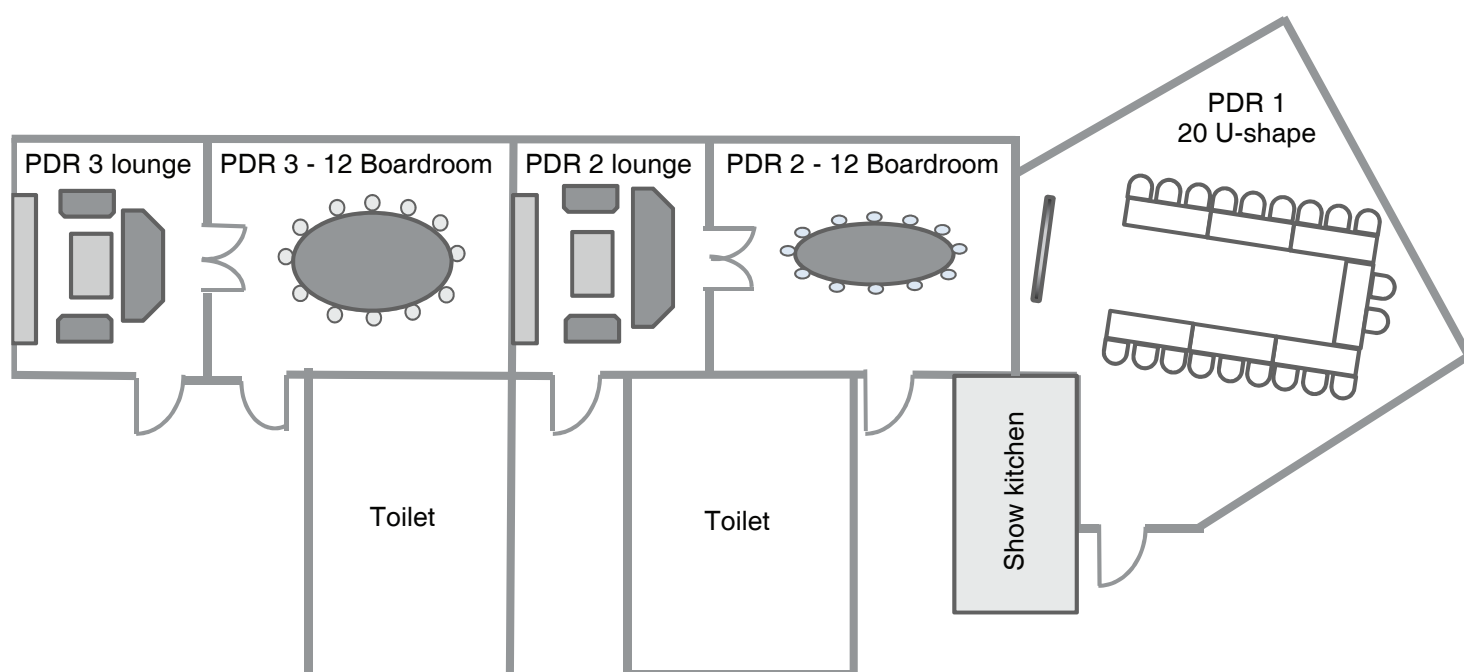 PDR 1
20 U-shape
PDR 3 lounge
PDR 3 - 12 Boardroom
PDR 2 lounge
PDR 2 - 12 Boardroom
Toilet
Toilet
Show kitchen